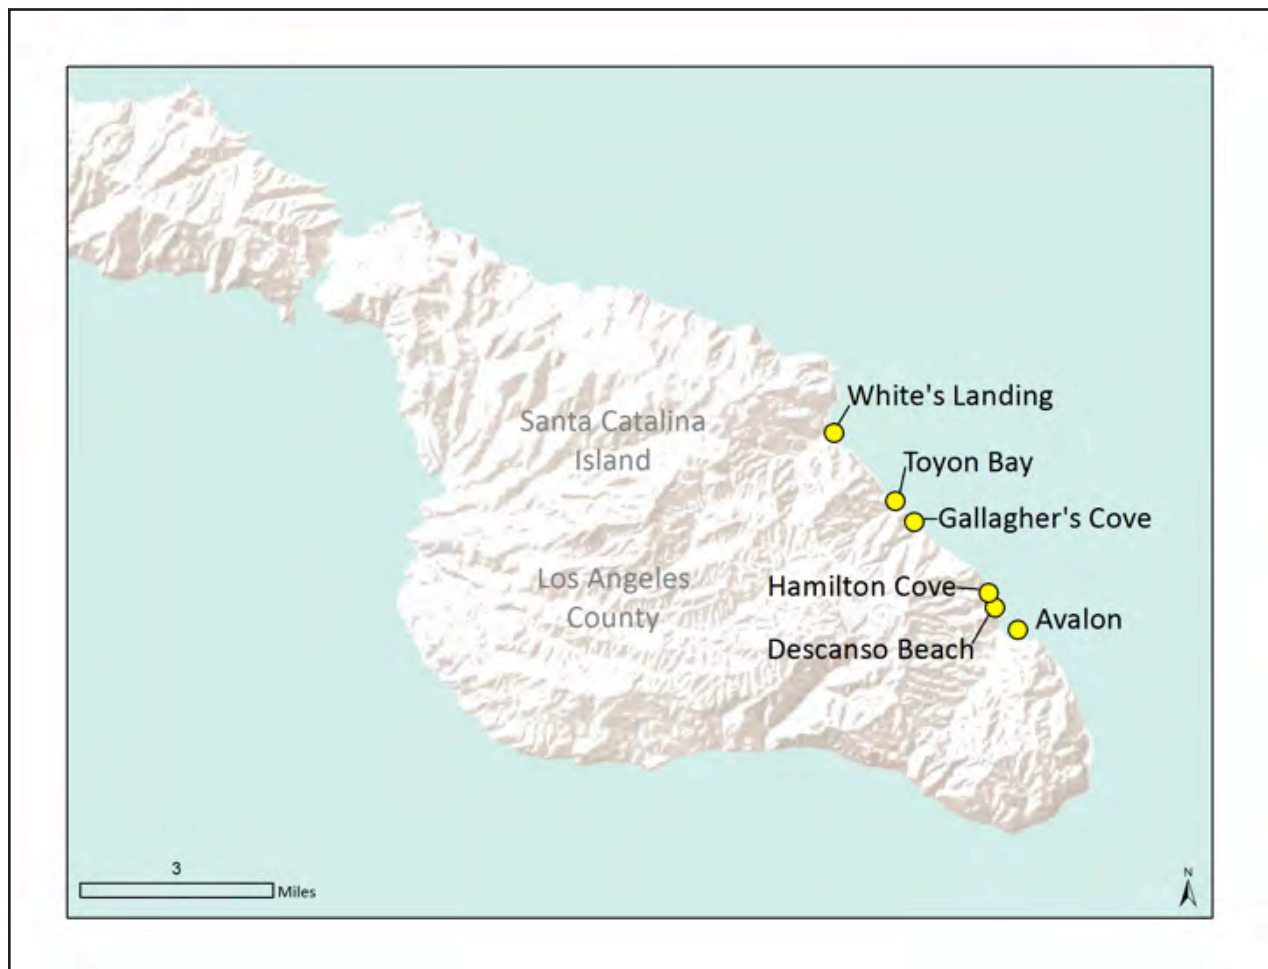 White's Landing
Santa Catalina
Island
Toyon Bay
Gallagher's Cove
Los Angeles
County
Hamilton Cove
Avalon
Descanso Beach
3
Miles
N